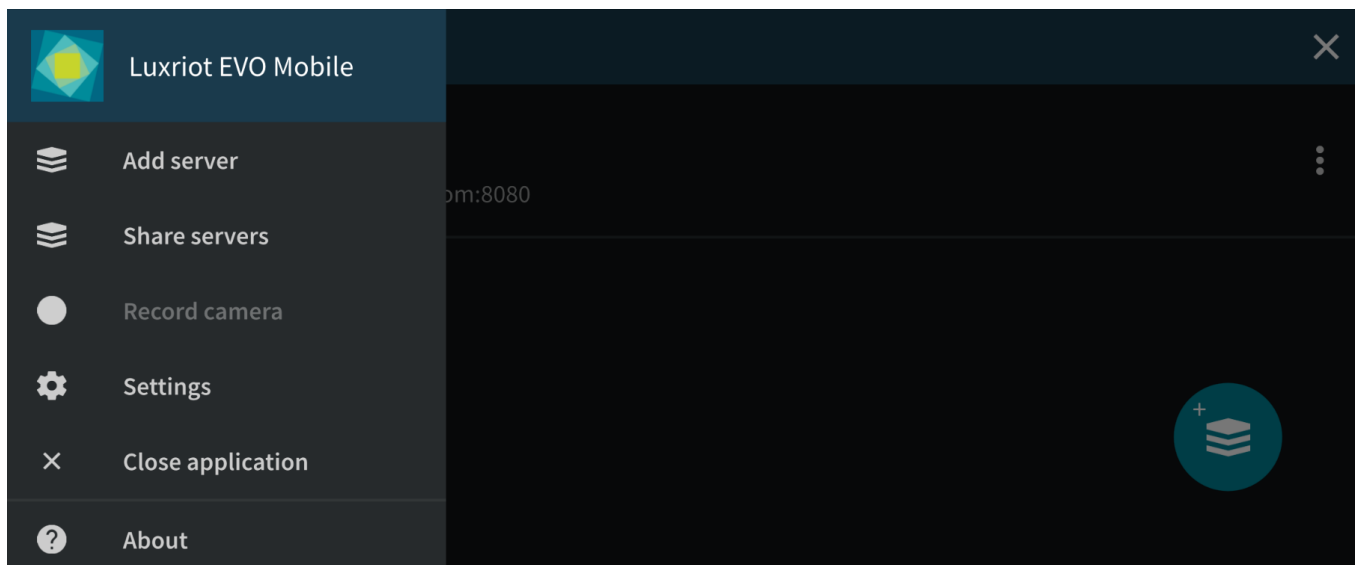 Luxriot EVO Mobile
Add server
om:8080
Share servers
Record camera
Settings
Close application
About